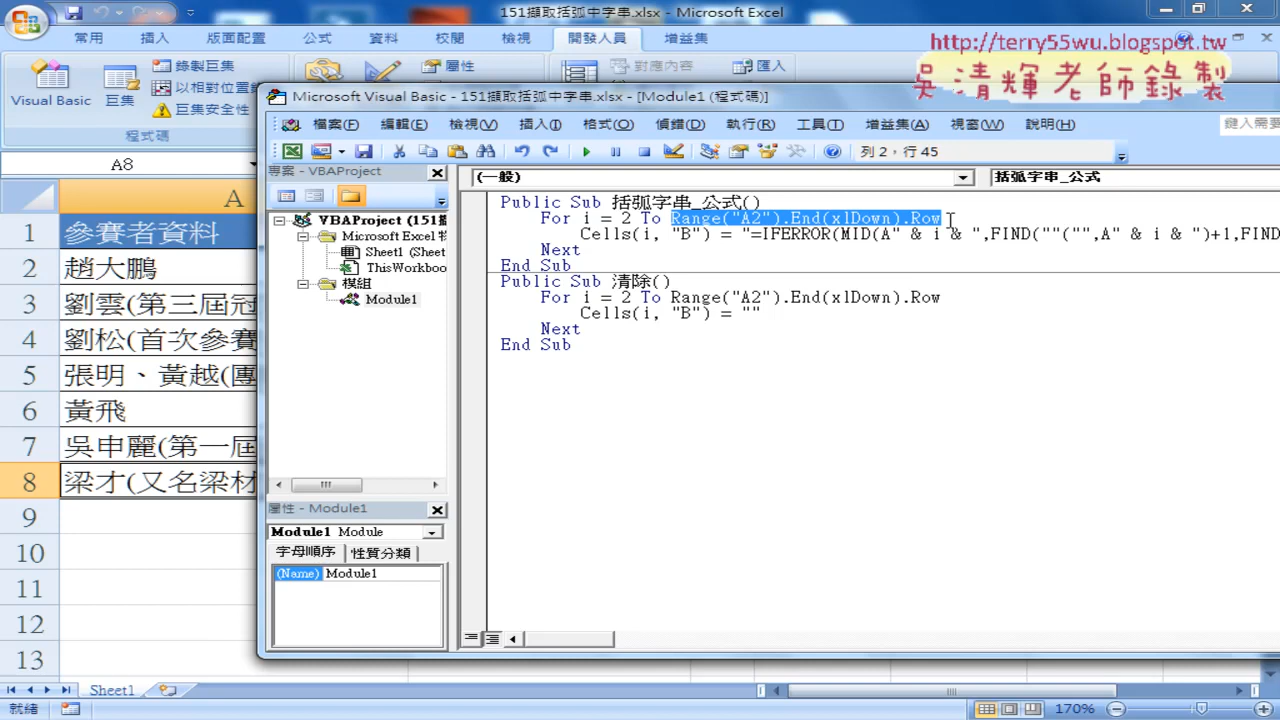 151擷取括弧中字串.xlsx - Microsoft Excel
常用 插入 版面配置 公式 資料 校閱 檢視 開發人員 增益集
http://terry55wu.blogspot.tw
吳清輝老師錄製
Visual Basic
巨集
錄製巨集
以相對位置
巨集安全性
程式碼
屬性
對應內容
匯入
A8
Microsoft Visual Basic - 151擷取括弧中字串.xlsx - [Module1 (程式碼)]
檔案(F) 編輯(E) 檢視(V) 插入(I) 格式(O) 偵錯(D) 執行(R) 工具(T) 增益集(A) 視窗(W) 說明(H)
鍵入需要
列 2，行 45
專案 - VBAProject
VBAProject (151擷
Microsoft Excel 物
Sheet1 (Sheet
ThisWorkboo
模組
Module1
屬性 - Module1
Module1 Module
字母順序 性質分類
(Name) Module1
(一般)
括弧字串_公式
Public Sub 括弧字串_公式()
For i = 2 To Range("A2").End(xlDown).Row
Cells(i, "B") = "=IFERROR(MID(A" & i & ",FIND(""("",A" & i & ")+1,FIND
Next
End Sub
Public Sub 清除()
For i = 2 To Range("A2").End(xlDown).Row
Cells(i, "B") = ""
Next
End Sub
A
1 參賽者資料
2 趙大鵬
3 劉雲(第三屆冠
4 劉松(首次參賽
5 張明、黃越(團
6 黃飛
7 吳申麗(第一屆
8 梁才(又名梁材
9
10
11
12
13
Sheet1
就緒
170%